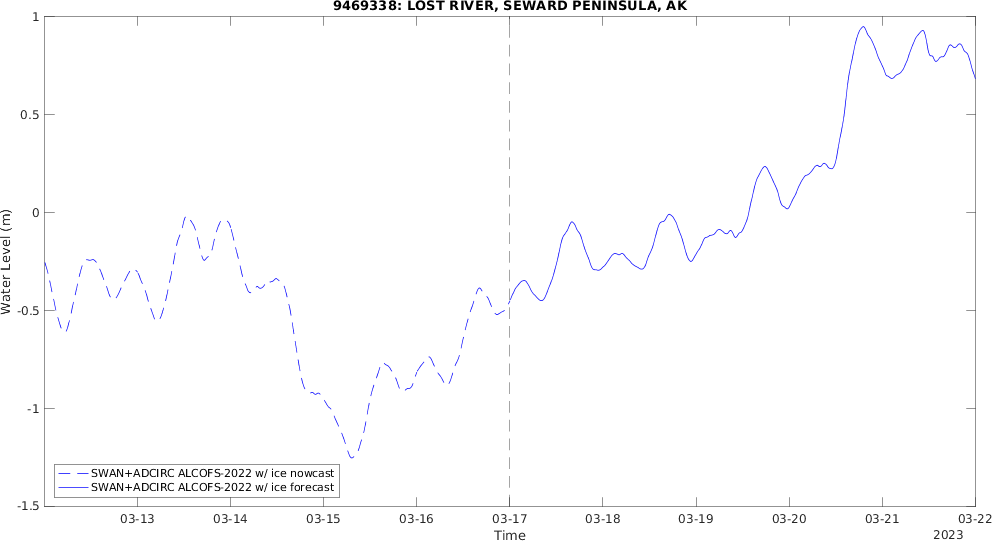 9469338: LOST RIVER, SEWARD PENINSULA, AK
Water Level (m)
1
0.5
0
-0.5
-1
-1.5
SWAN+ADCIRC ALCOFS-2022 w/ ice nowcast
SWAN+ADCIRC ALCOFS-2022 w/ ice forecast
03-13 03-14 03-15 03-16 03-17 03-18 03-19 03-20 03-21 03-22
Time
2023